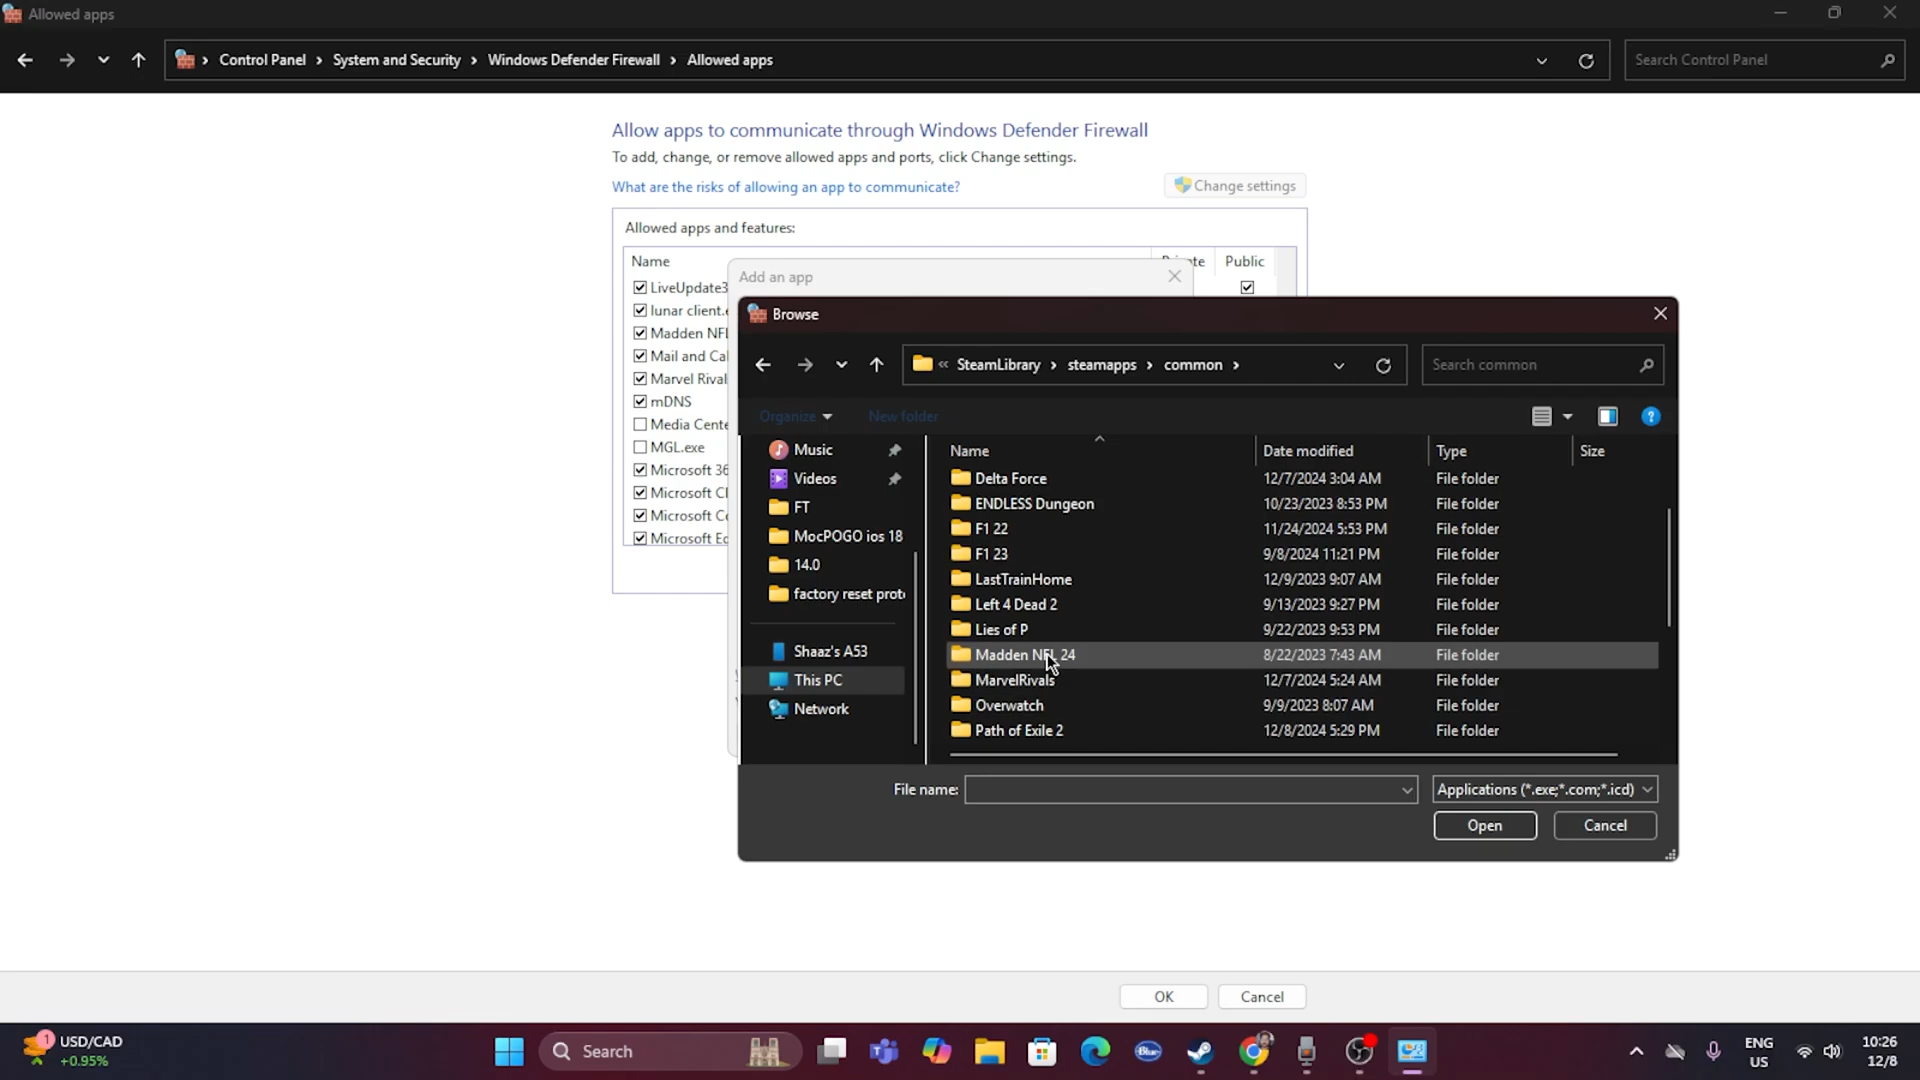 Allowed apps
Control Panel > System and Security > Windows Defender Firewall > Allowed apps
Search Control Panel
Allow apps to communicate through Windows Defender Firewall
To add, change, or remove allowed apps and ports, click Change settings.
What are the risks of allowing an app to communicate?
Change settings
Allowed apps and features:
Name
Public
LiveUpdate3
lunar client.e
Madden NFL
Mail and Cal
Marvel Rival
mDNS
Media Cente
MGL.exe
Microsoft 36
Microsoft Cl
Microsoft Co
Microsoft Ed
Add an app
Browse
« SteamLibrary > steamapps > common >
Search common
Organize
New folder
Music
Videos
FT
MocPOGO ios 18
14.0
factory reset prote
Shaaz's A53
This PC
Network
Name Date modified Type Size
Delta Force 12/7/2024 3:04 AM File folder
ENDLESS Dungeon 10/23/2023 8:53 PM File folder
F1 22 11/24/2024 5:53 PM File folder
F1 23 9/8/2024 11:21 PM File folder
LastTrainHome 12/9/2023 9:07 AM File folder
Left 4 Dead 2 9/13/2023 9:27 PM File folder
Lies of P 9/22/2023 9:53 PM File folder
Madden NFL 24 8/22/2023 7:43 AM File folder
MarvelRivals 12/7/2024 5:24 AM File folder
Overwatch 9/9/2023 8:07 AM File folder
Path of Exile 2 12/8/2024 5:29 PM File folder
File name:
Applications (*.exe;*.com;*.icd)
Open
Cancel
OK
Cancel
1
USD/CAD
+0.95%
Search
Blue
ENG
US
10:26
12/8